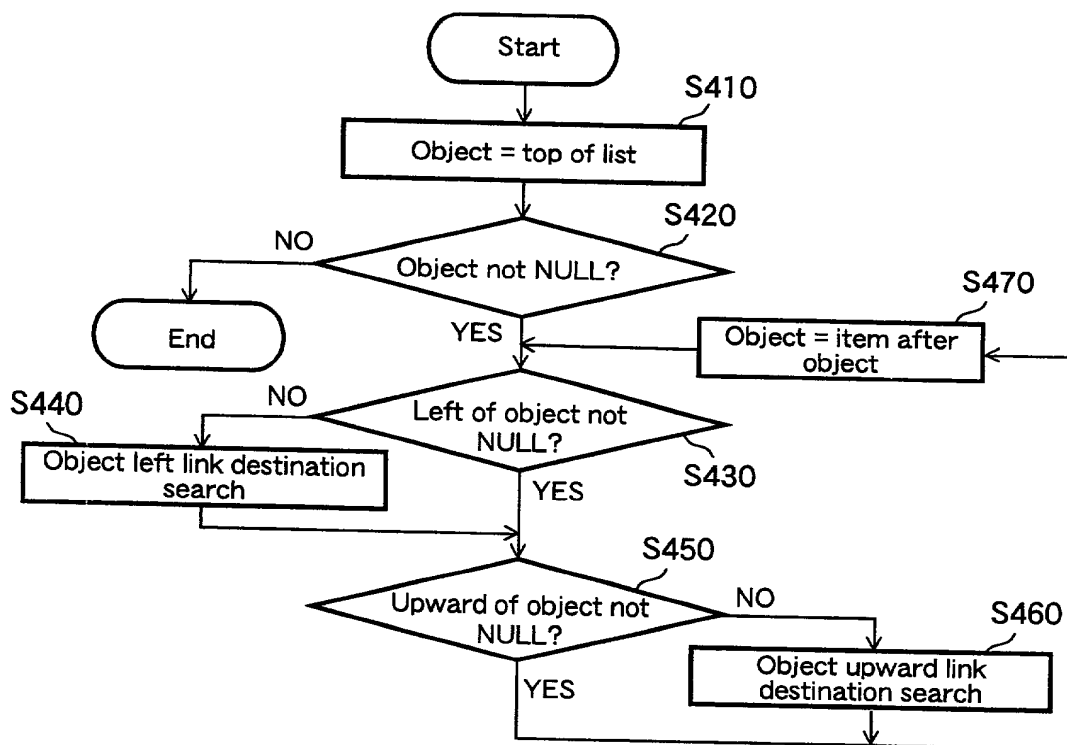 Start
S410
Object = top of list
S420
NO
Object not NULL?
S470
YES
End
Object = item after
object
S440
NO
Left of object not
NULL?
Object left link destination
search
S430
YES
S450
Upward of object not
NULL?
NO
S460
Object upward link
destination search
YES